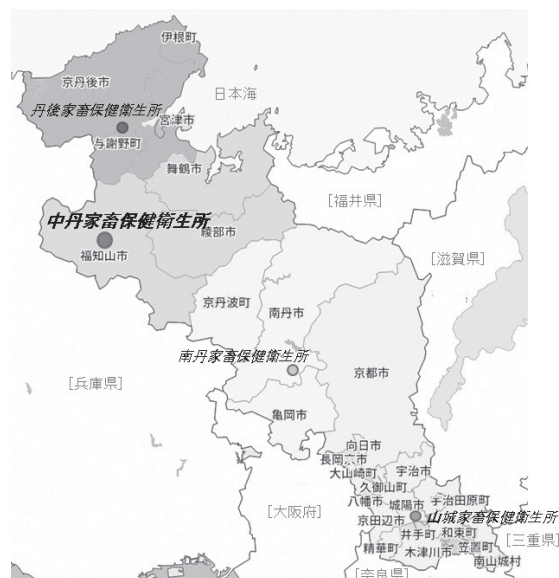 伊根町
京丹後市
丹後家畜保健衛生所
日本海
宮津市
与謝野町
舞鶴市
[福井県]
中丹家畜保健衛生所
綾部市
福知山市
[滋賀県]
京丹波町
南丹市
南丹家畜保健衛生所
京都市
[兵庫県]
亀岡市
向日市
長岡京市
大山崎町
宇治市
久御山町
八幡市
城陽市
宇治田原町
[大阪府]
京田辺市
山城家畜保健衛生所
井手町
和束町
[三重県]
精華町
木津川市
笠置町
南山城村
[奈良県]